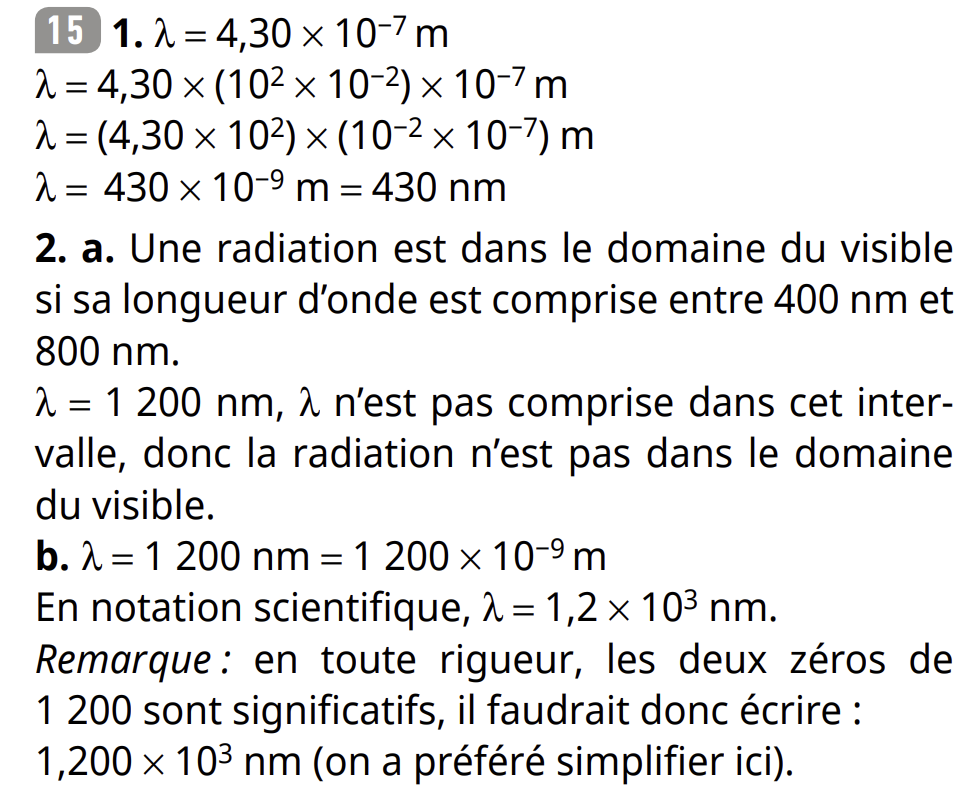 15 1. λ = 4,30 × 10⁻⁷ m
λ = 4,30 × (10² × 10⁻²) × 10⁻⁷ m
λ = (4,30 × 10²) × (10⁻² × 10⁻⁷) m
λ = 430 × 10⁻⁹ m = 430 nm
2. a. Une radiation est dans le domaine du visible
si sa longueur d’onde est comprise entre 400 nm et
800 nm.
λ = 1 200 nm, λ n’est pas comprise dans cet inter-
valle, donc la radiation n’est pas dans le domaine
du visible.
b. λ = 1 200 nm = 1 200 × 10⁻⁹ m
En notation scientifique, λ = 1,2 × 10³ nm.
Remarque : en toute rigueur, les deux zéros de
1 200 sont significatifs, il faudrait donc écrire :
1,200 × 10³ nm (on a préféré simplifier ici).